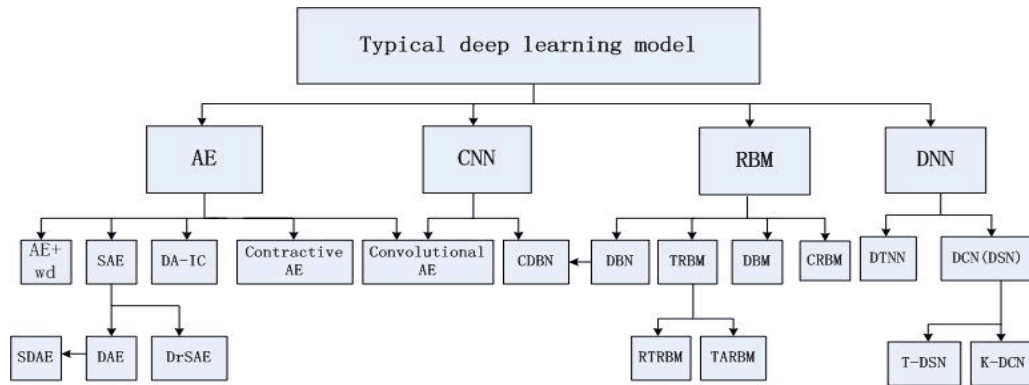 Typical deep learning model
AE
CNN
RBM
DNN
AE+
wd
SAE
DA-IC
Contractive
AE
Convolutional
AE
CDBN
DBN
TRBM
DBM
CRBM
DTNN
DCN(DSN)
SDAE
DAE
DrSAE
RTRBM
TARBM
T-DSN
K-DCN